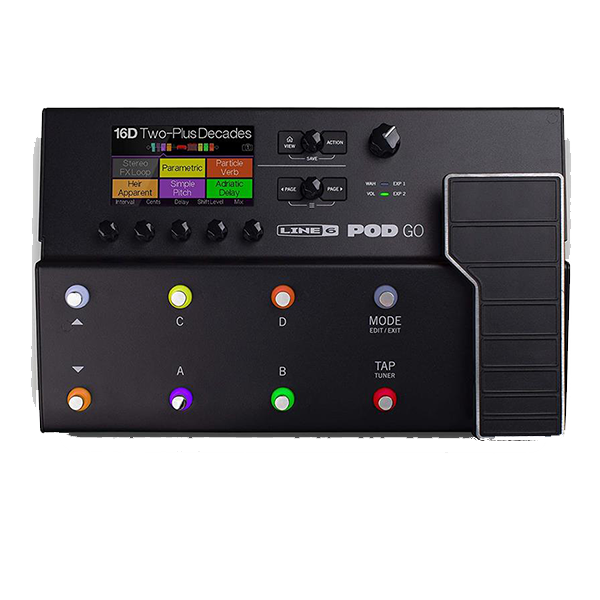 16D Two-Plus Decades
Stereo FX Loop
Parametric
Particle Verb
Heir Apparent
Simple Pitch
Adriatic Delay
Interval Cents Delay Shift Level Mix
VIEW
ACTION
SAVE
◄ PAGE
PAGE ►
WAH EXP 1
VOL EXP 2
LINE 6 POD GO
C
D
MODE
EDIT / EXIT
A
B
TAP
TUNER